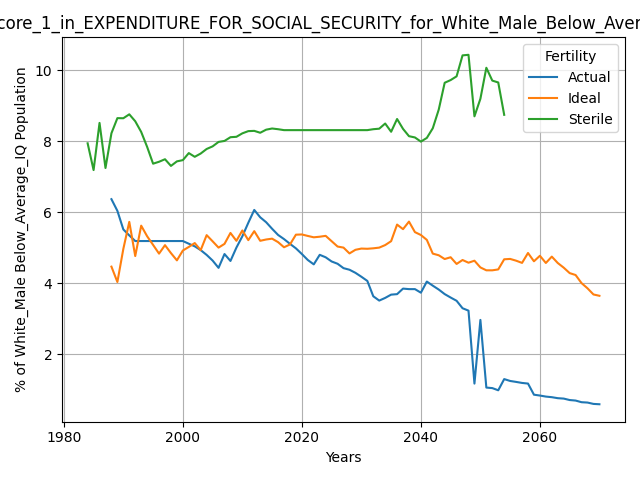 core_1_in_EXPENDITURE_FOR_SOCIAL_SECURITY_for_White_Male_Below_Aver
% of White_Male Below_Average_IQ Population
10
8
6
4
2
Fertility
Actual
Ideal
Sterile
1980 2000 2020 2040 2060
Years